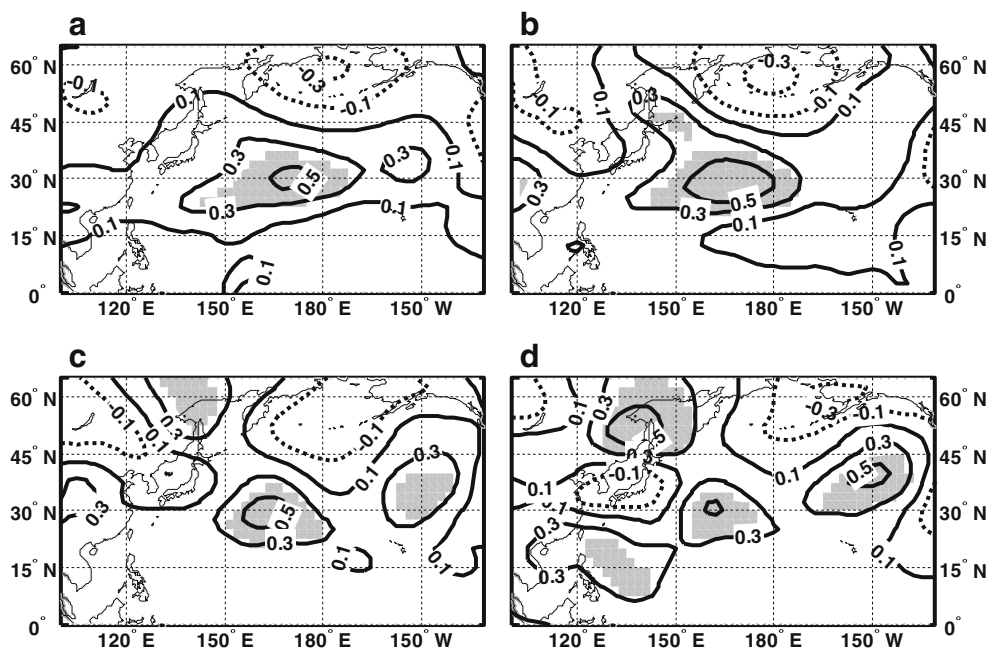 a b
60° N -0.1 -0.3 -0.1 0.1 -0.1 0.1 -0.3 -0.1 0.1 60° N
45° N 0.3 0.3 0.1 0.3 45° N
30° N 0.5 0.3 0.5 30° N
0.3 0.1 0.3 0.1
15° N 0.1 0.1 0.1 15° N
0° 0°
120° E 150° E 180° E 150° W 120° E 150° E 180° E 150° W
c d
60° N -0.1 0.1 0.3 -0.3 -0.1 60° N
45° N 0.1 0.3 -0.1 0.3 0.3 45° N
0.1 -0.1 0.1 0.5
30° N 0.3 0.5 0.1 30° N
0.3 0.3 0.3
15° N 0.1 0.1 0.3 0.1 15° N
0° 0°
120° E 150° E 180° E 150° W 120° E 150° E 180° E 150° W